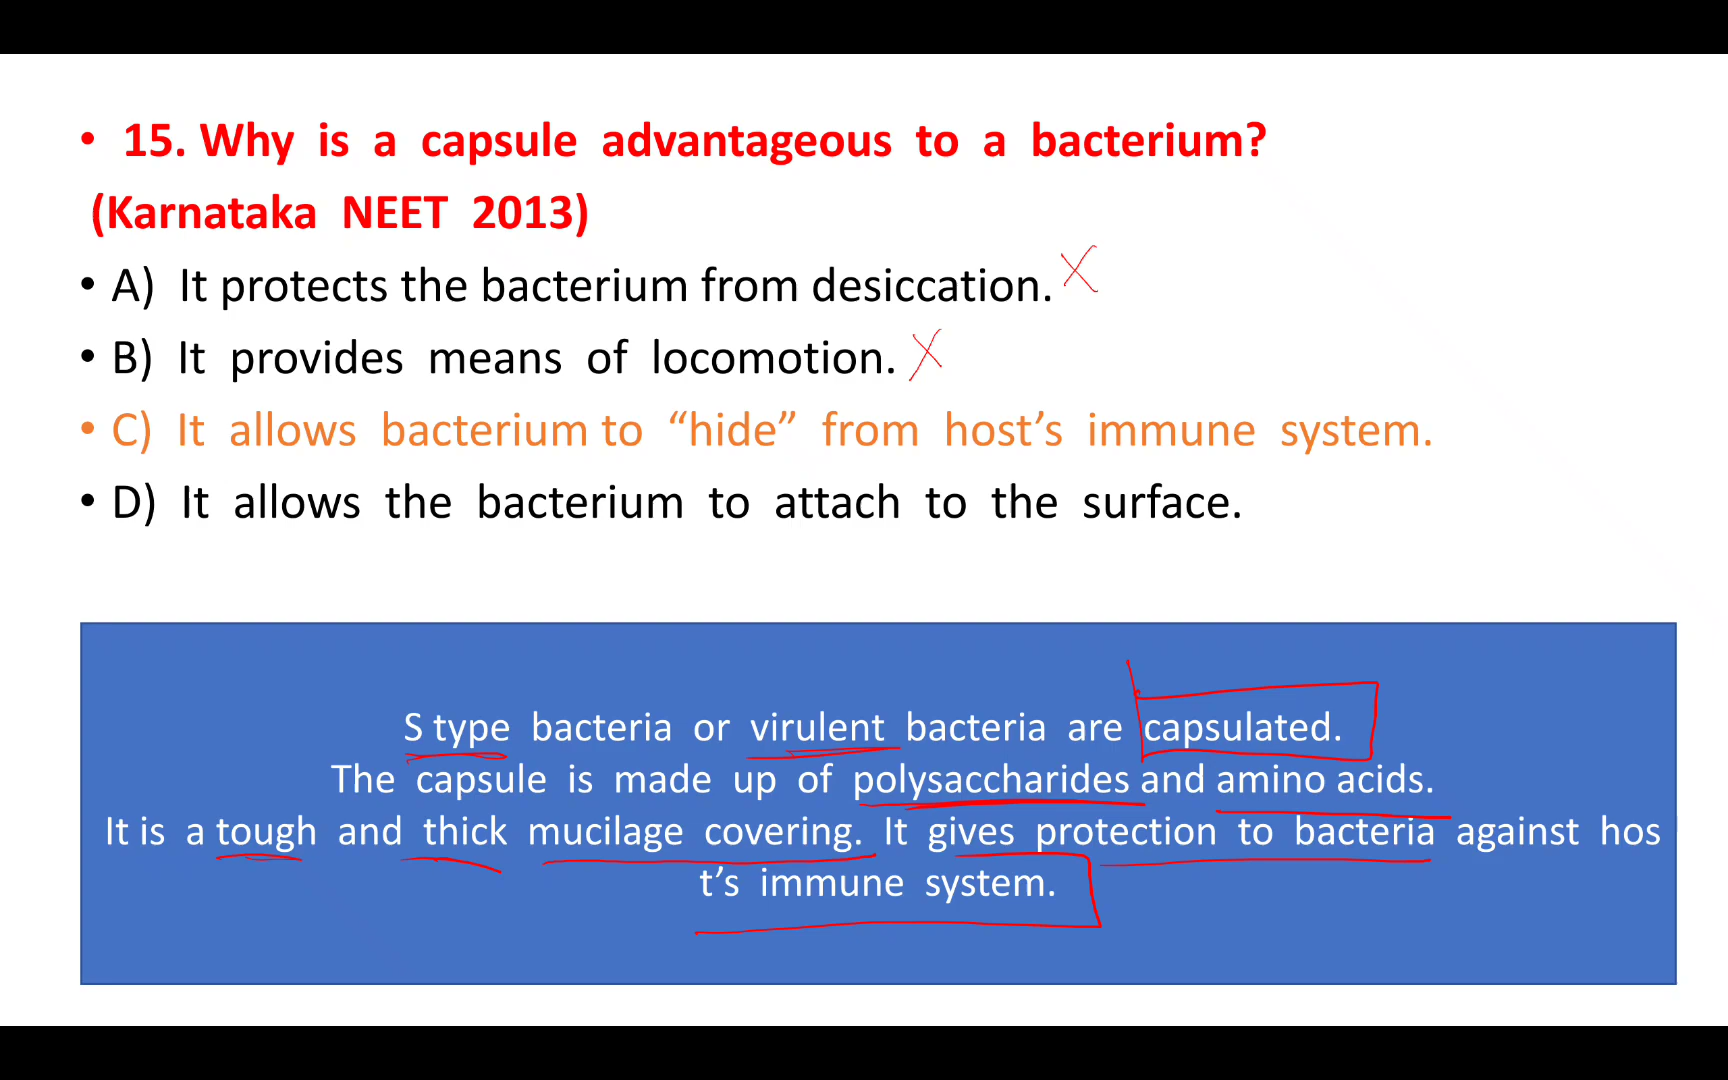 • 15. Why is a capsule advantageous to a bacterium?
(Karnataka NEET 2013)
• A) It protects the bacterium from desiccation. X
• B) It provides means of locomotion. X
• C) It allows bacterium to “hide” from host’s immune system.
• D) It allows the bacterium to attach to the surface.
S type bacteria or virulent bacteria are capsulated.
The capsule is made up of polysaccharides and amino acids.
It is a tough and thick mucilage covering. It gives protection to bacteria against hos
t’s immune system.